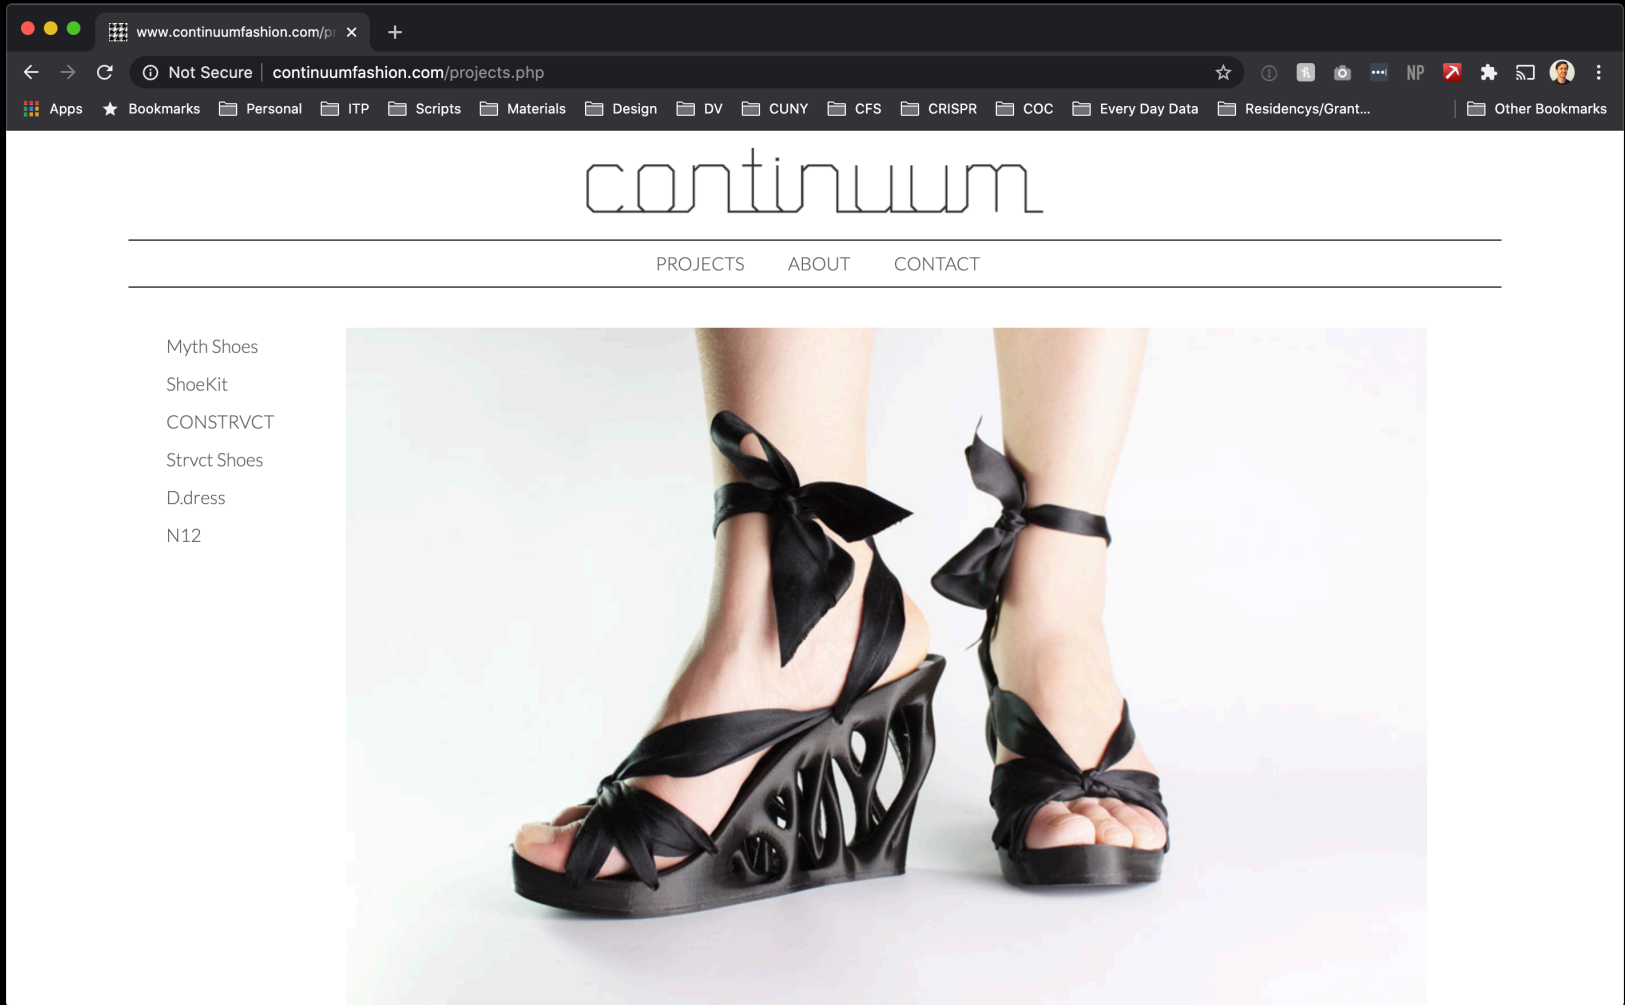 www.continuumfashion.com/pr
Not Secure continuumfashion.com/projects.php NP
Apps Bookmarks Personal ITP Scripts Materials Design DV CUNY CFS CRISPR COC Every Day Data Residencys/Grant... Other Bookmarks
continuum
PROJECTS ABOUT CONTACT
Myth Shoes
ShoeKit
CONSTRVCT
Strvct Shoes
D.dress
N12